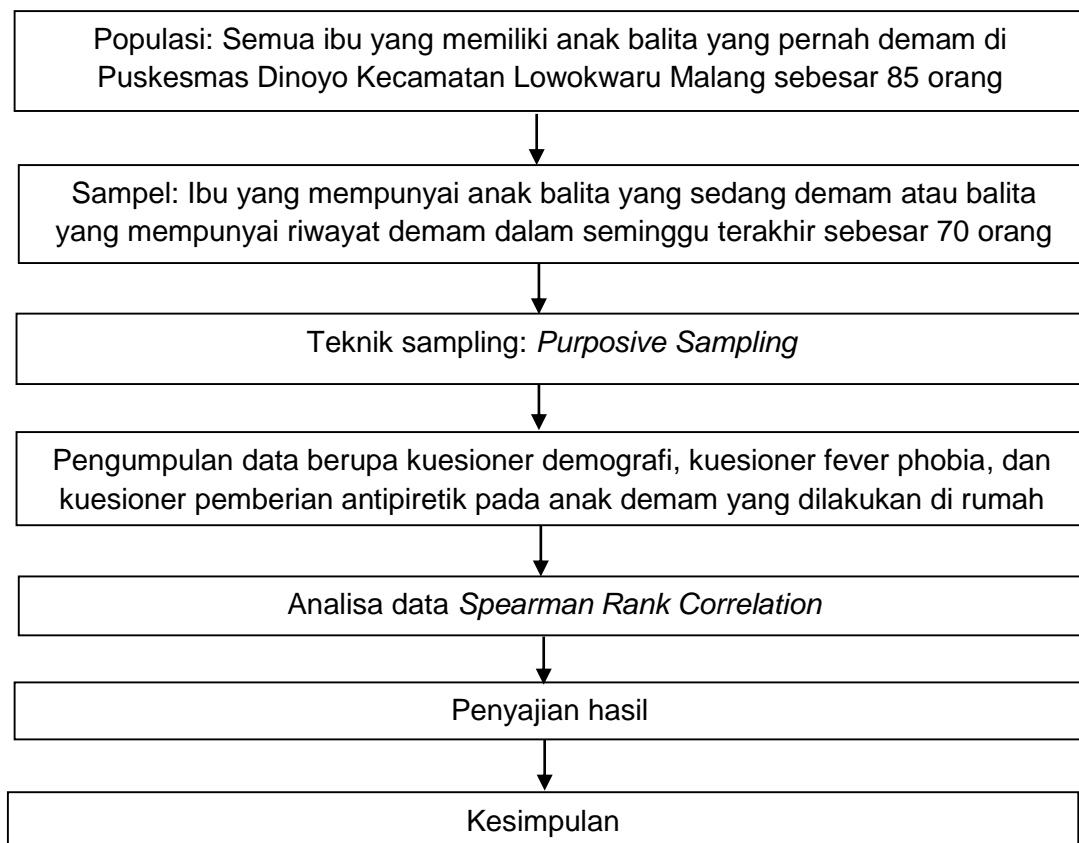 Populasi: Semua ibu yang memiliki anak balita yang pernah demam di
Puskesmas Dinoyo Kecamatan Lowokwaru Malang sebesar 85 orang
Sampel: Ibu yang mempunyai anak balita yang sedang demam atau balita
yang mempunyai riwayat demam dalam seminggu terakhir sebesar 70 orang
Teknik sampling: Purposive Sampling
Pengumpulan data berupa kuesioner demografi, kuesioner fever phobia, dan
kuesioner pemberian antipiretik pada anak demam yang dilakukan di rumah
Analisa data Spearman Rank Correlation
Penyajian hasil
Kesimpulan